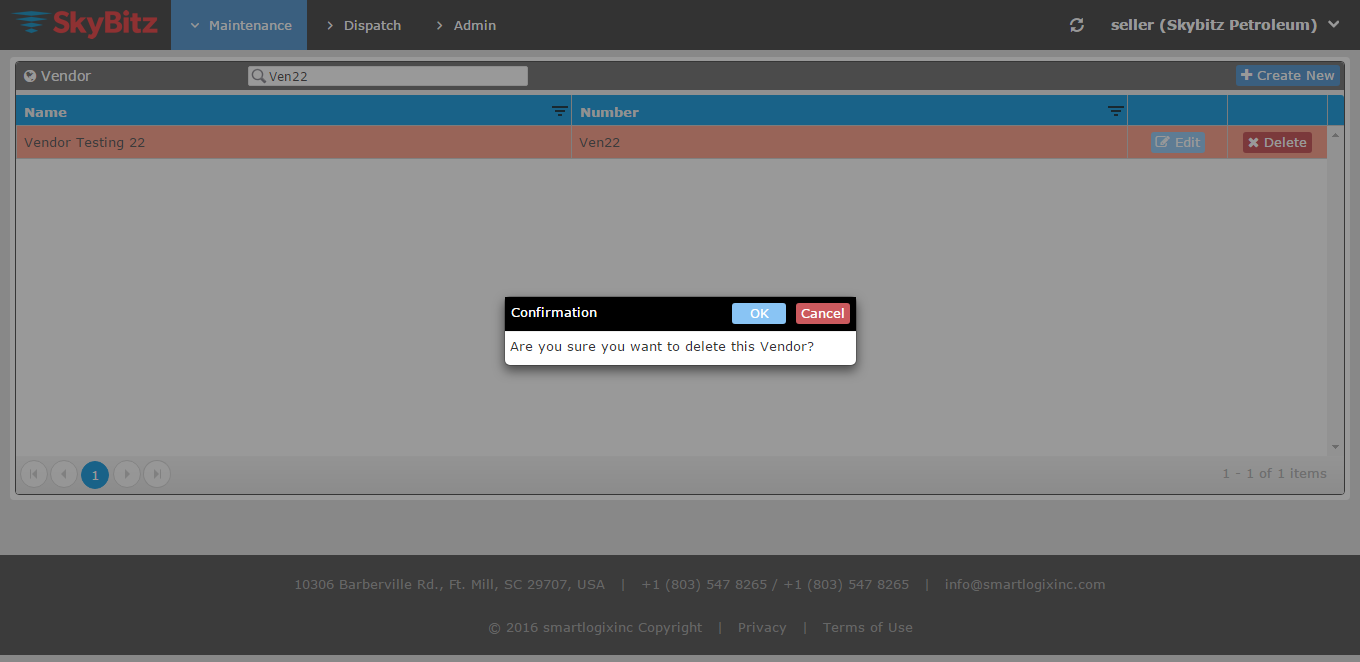 SkyBitz Maintenance Dispatch Admin seller (Skybitz Petroleum)
Vendor Ven22 Create New
Name Number
Vendor Testing 22 Ven22 Edit Delete
Confirmation OK Cancel
Are you sure you want to delete this Vendor?
1 1 - 1 of 1 items
10306 Barberville Rd., Ft. Mill, SC 29707, USA | +1 (803) 547 8265 / +1 (803) 547 8265 | info@smartlogixinc.com
© 2016 smartlogixinc Copyright | Privacy | Terms of Use